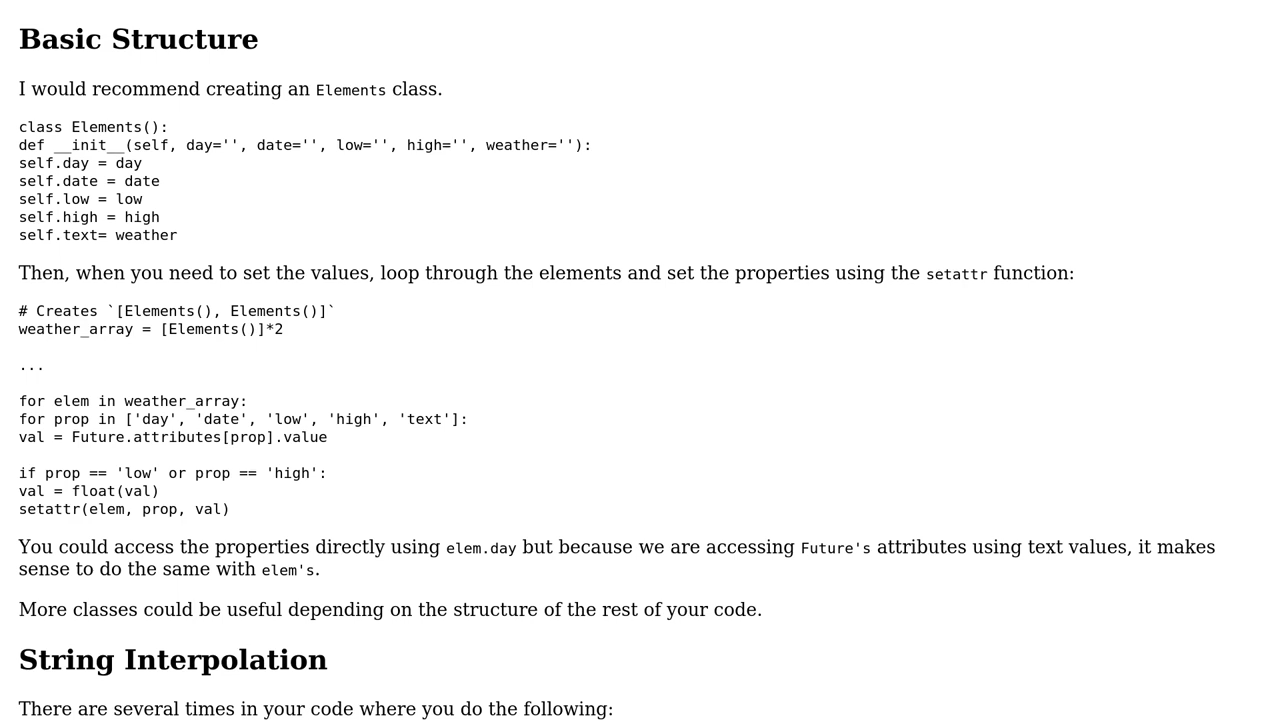 Basic Structure
I would recommend creating an Elements class.
class Elements():
def __init__(self, day='', date='', low='', high='', weather=''):
self.day = day
self.date = date
self.low = low
self.high = high
self.text= weather
Then, when you need to set the values, loop through the elements and set the properties using the setattr function:
# Creates `[Elements(), Elements()]`
weather_array = [Elements()]*2
...
for elem in weather_array:
for prop in ['day', 'date', 'low', 'high', 'text']:
val = Future.attributes[prop].value
if prop == 'low' or prop == 'high':
val = float(val)
setattr(elem, prop, val)
You could access the properties directly using elem.day but because we are accessing Future's attributes using text values, it makes
sense to do the same with elem's.
More classes could be useful depending on the structure of the rest of your code.
String Interpolation
There are several times in your code where you do the following: